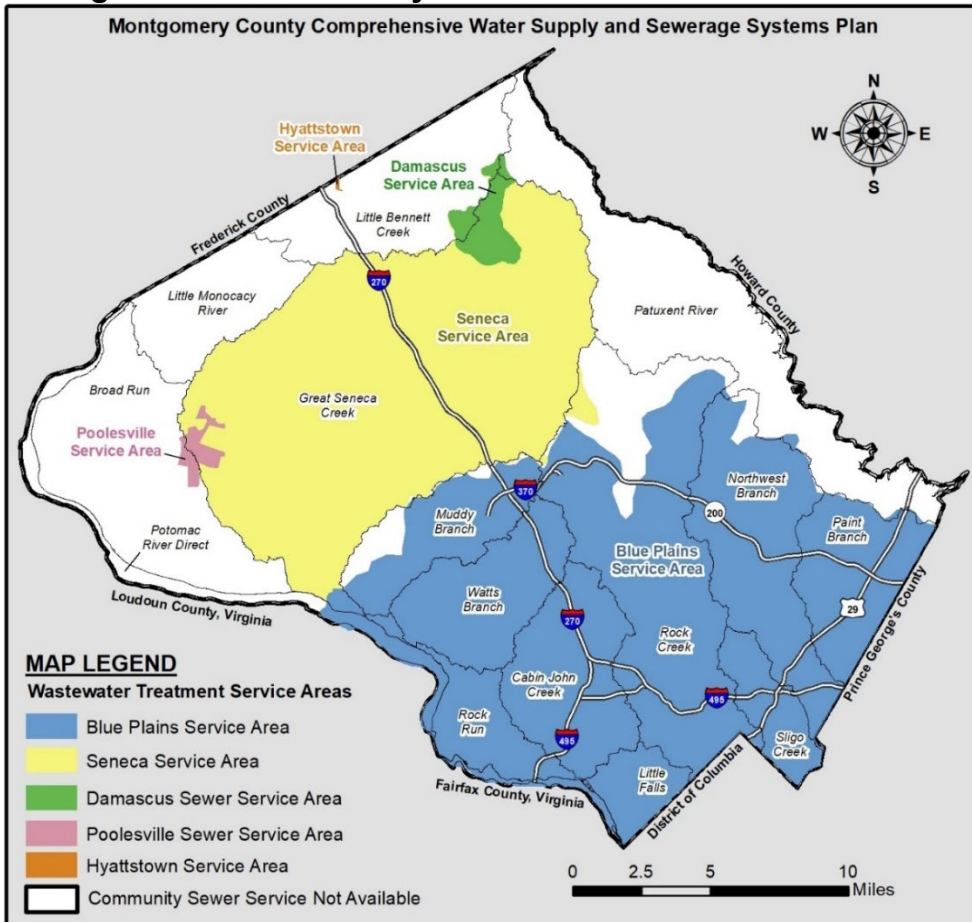 Montgomery County Comprehensive Water Supply and Sewerage Systems Plan
N
W
E
S
Hyattstown
Service Area
Damascus
Service Area
Frederick County
Little Bennett
Creek
270
Howard County
Little Monocacy
River
Seneca
Service Area
Patuxent River
Broad Run
Great Seneca
Creek
Poolesville
Service Area
370
Northwest
Branch
Muddy
Branch
200
Paint
Branch
Potomac
River Direct
Blue Plains
Service Area
Loudoun County, Virginia
Watts
Branch
29
270
Rock
Creek
Prince George's County
MAP LEGEND
Wastewater Treatment Service Areas
Cabin John
Creek
495
Blue Plains Service Area
Rock
Run
495
Sligo
Creek
Seneca Service Area
Little
Falls
District of Columbia
Fairfax County, Virginia
Damascus Sewer Service Area
Poolesville Sewer Service Area
Hyattstown Service Area
Community Sewer Service Not Available
0 2.5 5 10
Miles